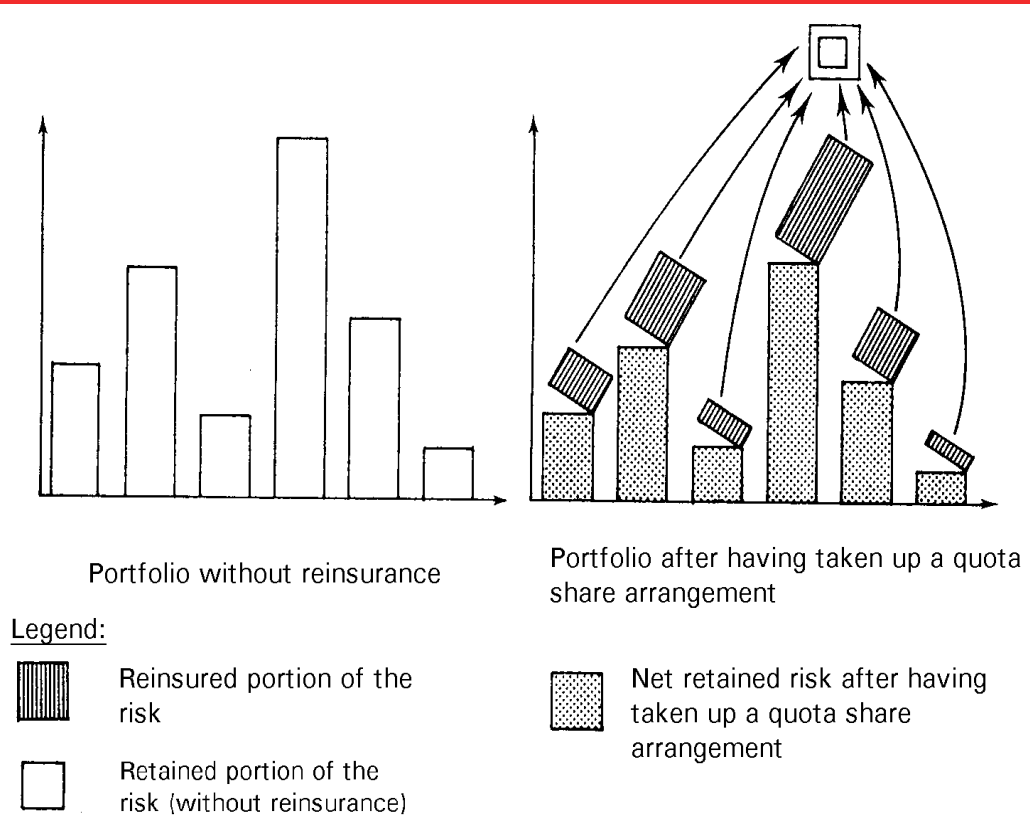 Portfolio without reinsurance
Portfolio after having taken up a quota
share arrangement
Legend:
Reinsured portion of the
risk
Retained portion of the
risk (without reinsurance)
Net retained risk after having
taken up a quota share
arrangement